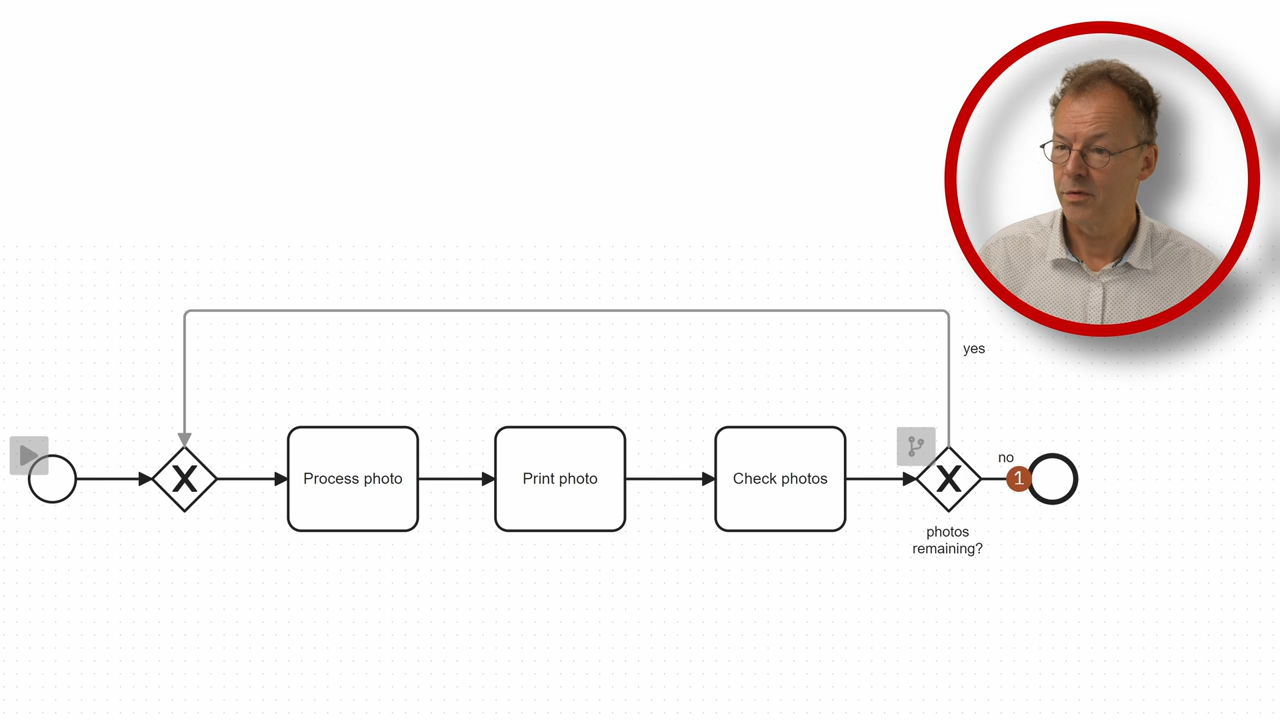 yes
Process photo
Print photo
Check photos
no
1
photos
remaining?